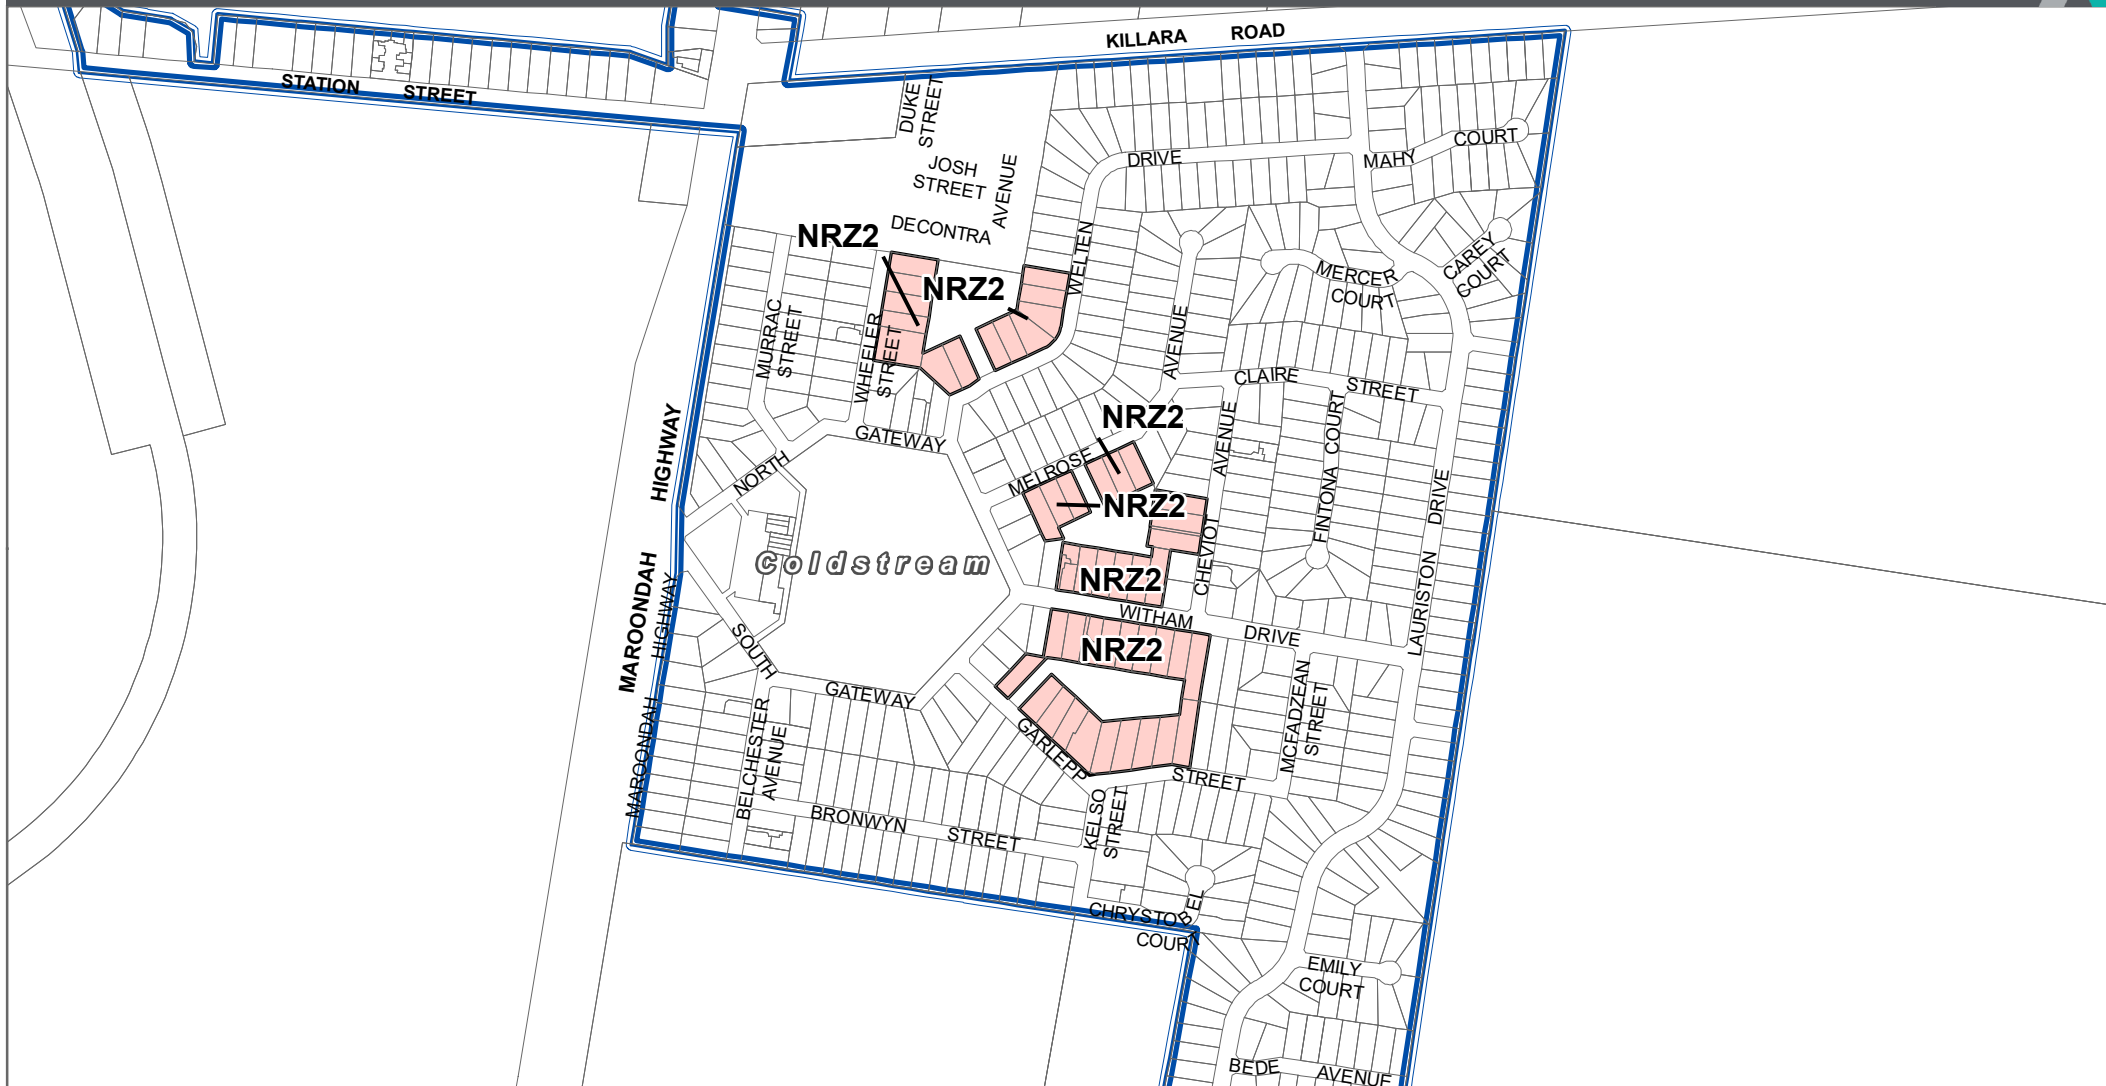 KILLARA ROAD
STATION STREET
DUKE
STREET
JOSH
STREET
AVENUE
DECONTRA
DRIVE
MAHY
COURT
CAREY
COURT
MERCER
COURT
WELTEN
NRZ2
NRZ2
MURRAC
STREET
WHEELER
STREET
AVENUE
CLAIRE STREET
NRZ2
GATEWAY
NORTH
MELROSE
AVENUE
FINTONA COURT
DRIVE
HIGHWAY
NRZ2
Coldstream
CHEVIOT
NRZ2
MAROONDAH
HIGHWAY
WITHAM
DRIVE
LAURISTON
NRZ2
SOUTH
GATEWAY
MCFADZEAN
STREET
BELCHESTER
AVENUE
MAROONDAH
GARLEPP
STREET
KELSO
STREET
BRONWYN STREET
CHRYSTOBEL
COURT
EMILY
COURT
BEDE AVENUE